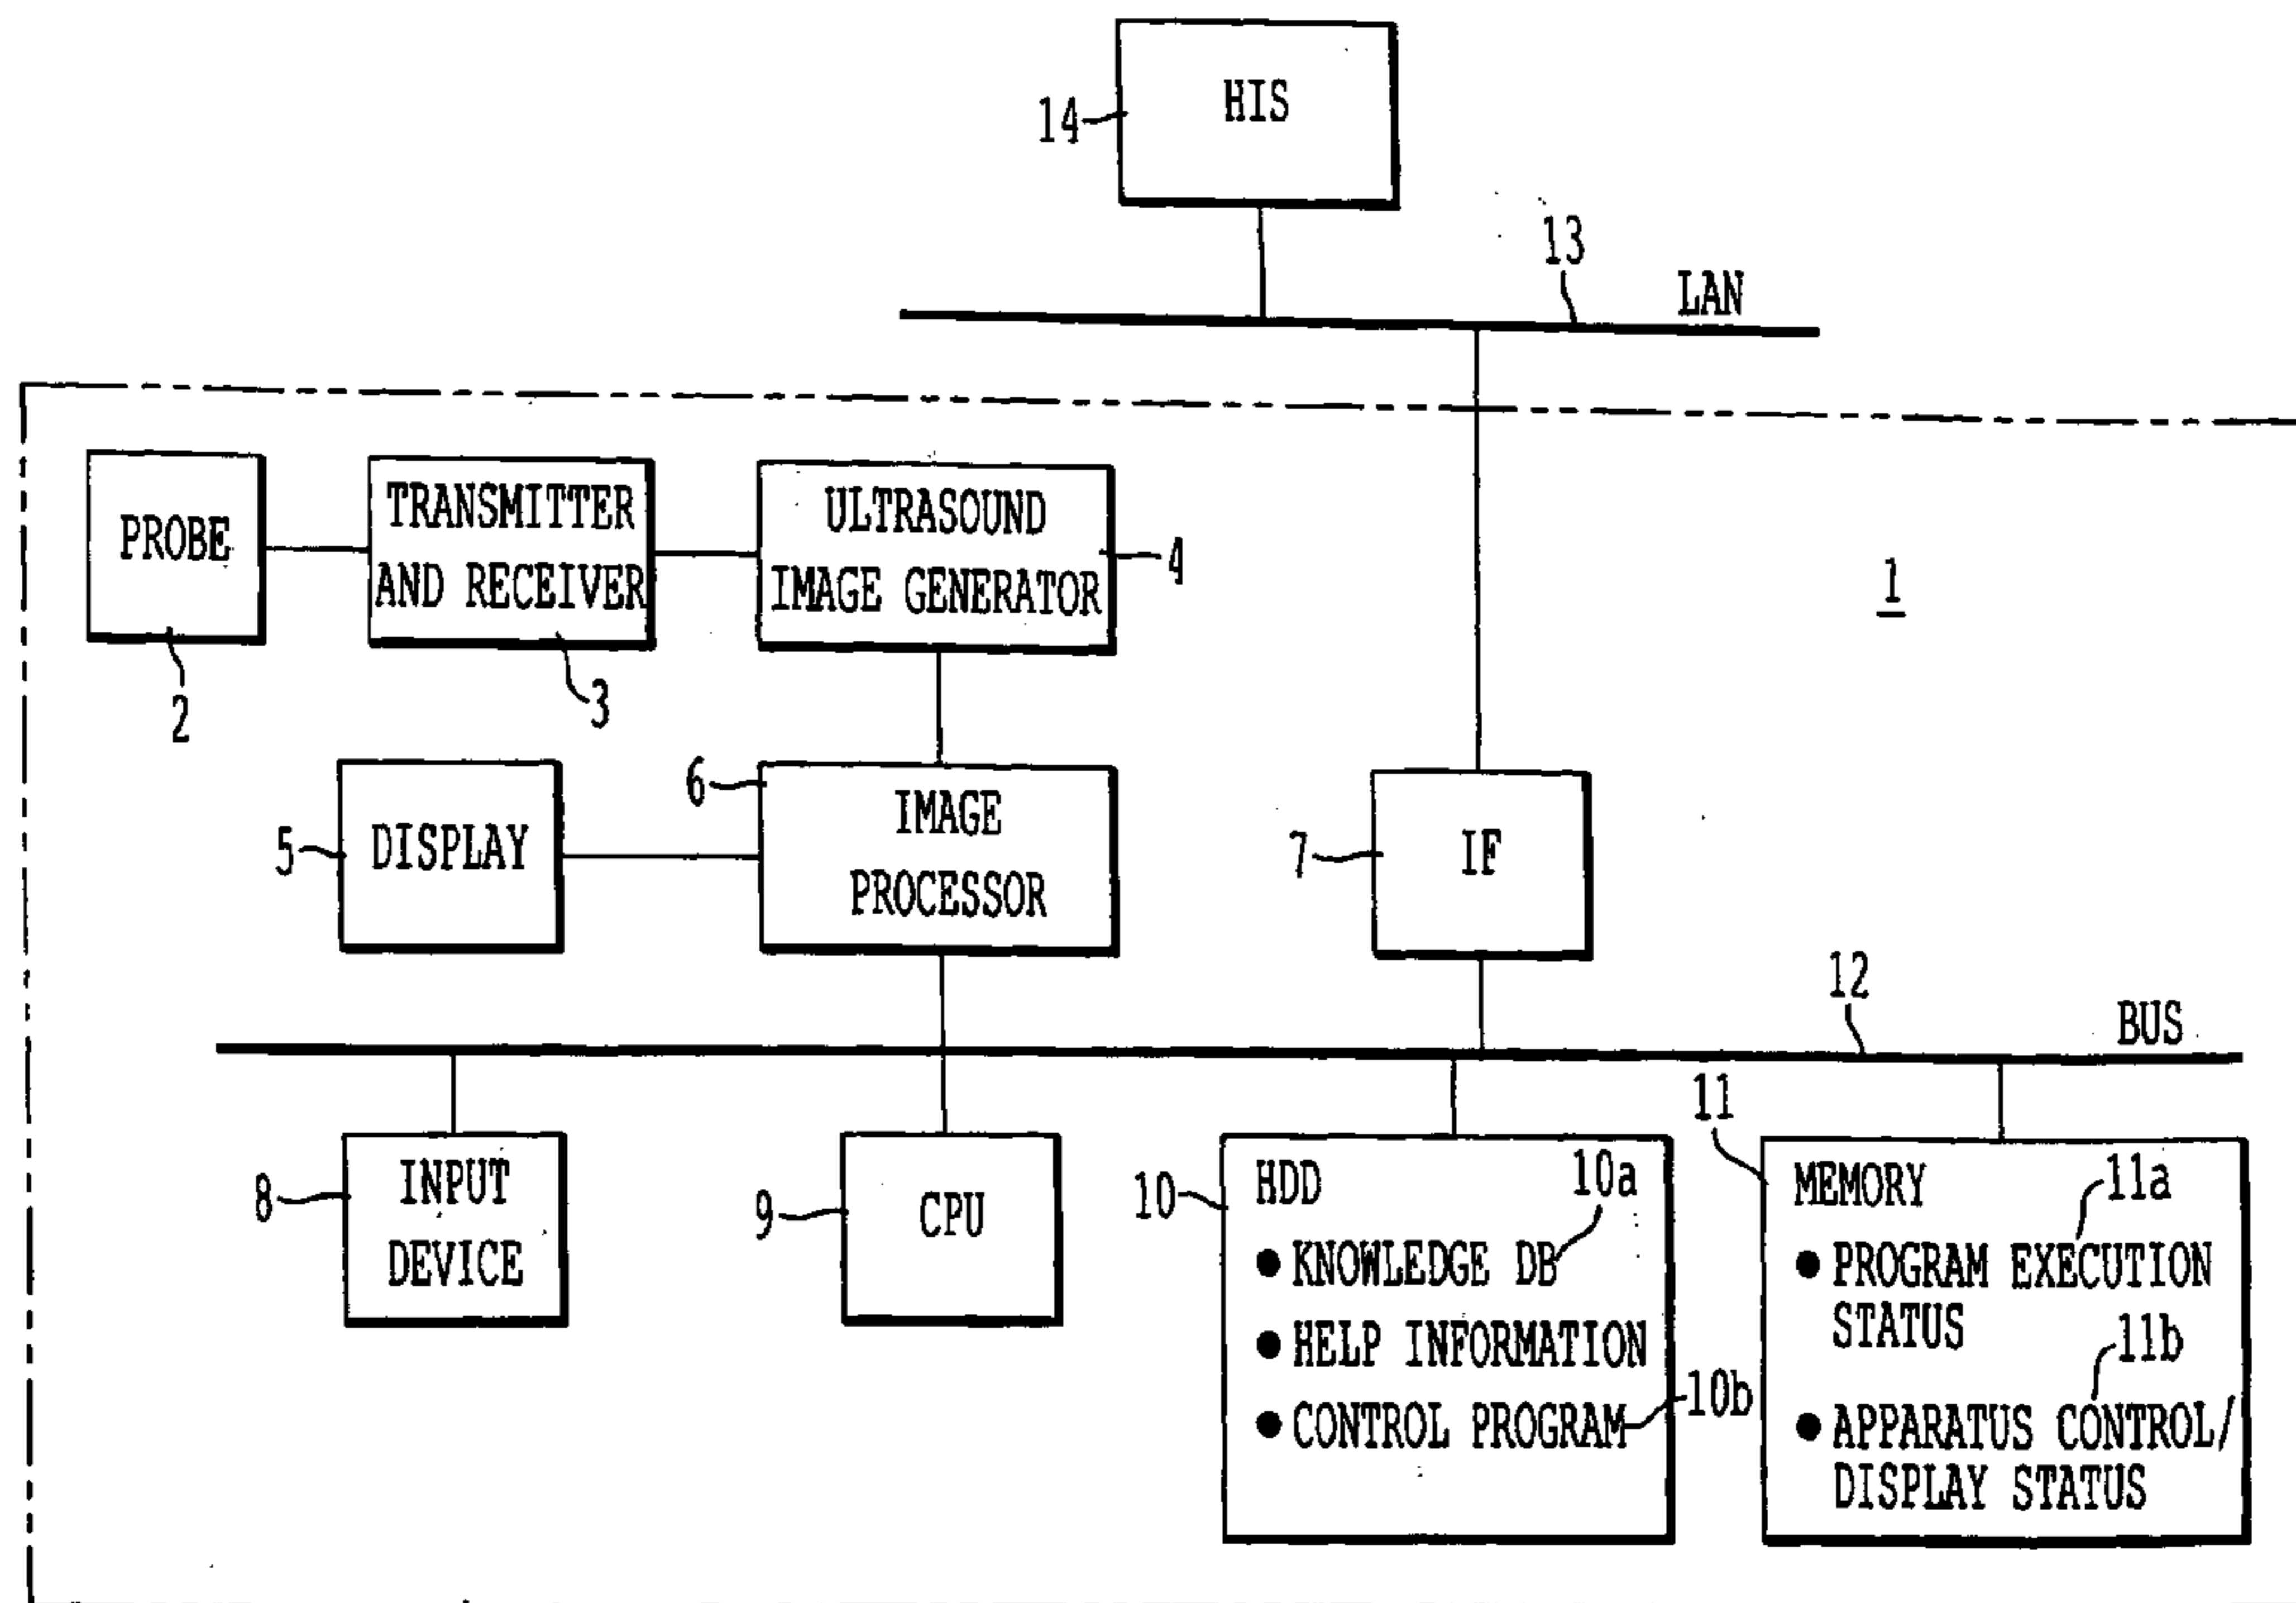 HIS
14
13
LAN
PROBE
2
TRANSMITTER
AND RECEIVER
3
ULTRASOUND
IMAGE GENERATOR
4
1
5
DISPLAY
6
IMAGE
PROCESSOR
7
IF
12
BUS
8
INPUT
DEVICE
9
CPU
10
HDD
10a
● KNOWLEDGE DB
● HELP INFORMATION
● CONTROL PROGRAM
10b
11
MEMORY
11a
● PROGRAM EXECUTION
STATUS
11b
● APPARATUS CONTROL/
DISPLAY STATUS